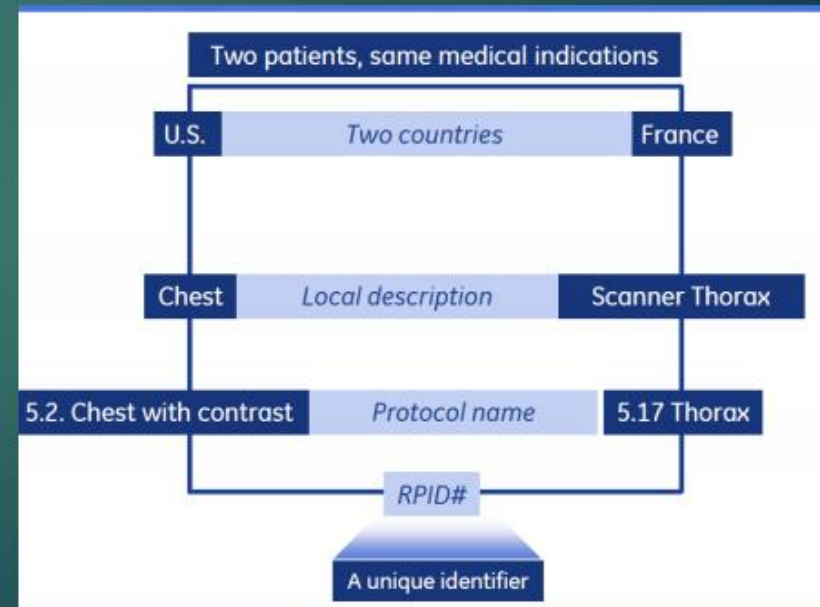 Two patients, same medical indications
U.S. Two countries France
Chest Local description Scanner Thorax
5.2. Chest with contrast Protocol name 5.17 Thorax
RPID#
A unique identifier